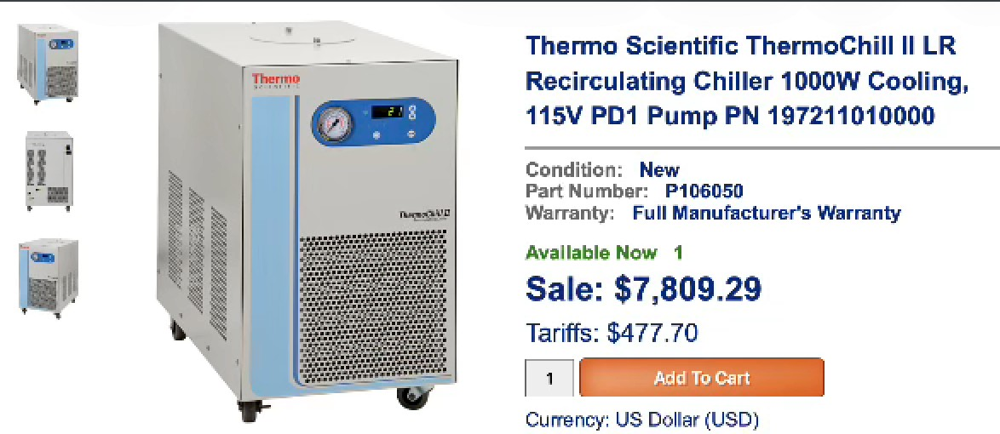 Thermo Scientific ThermoChill II LR
Recirculating Chiller 1000W Cooling,
115V PD1 Pump PN 197211010000
Condition: New
Part Number: P106050
Warranty: Full Manufacturer's Warranty
Available Now 1
Sale: $7,809.29
Tariffs: $477.70
1
Add To Cart
Currency: US Dollar (USD)
Thermo
SCIENTIFIC
ThermoChill II